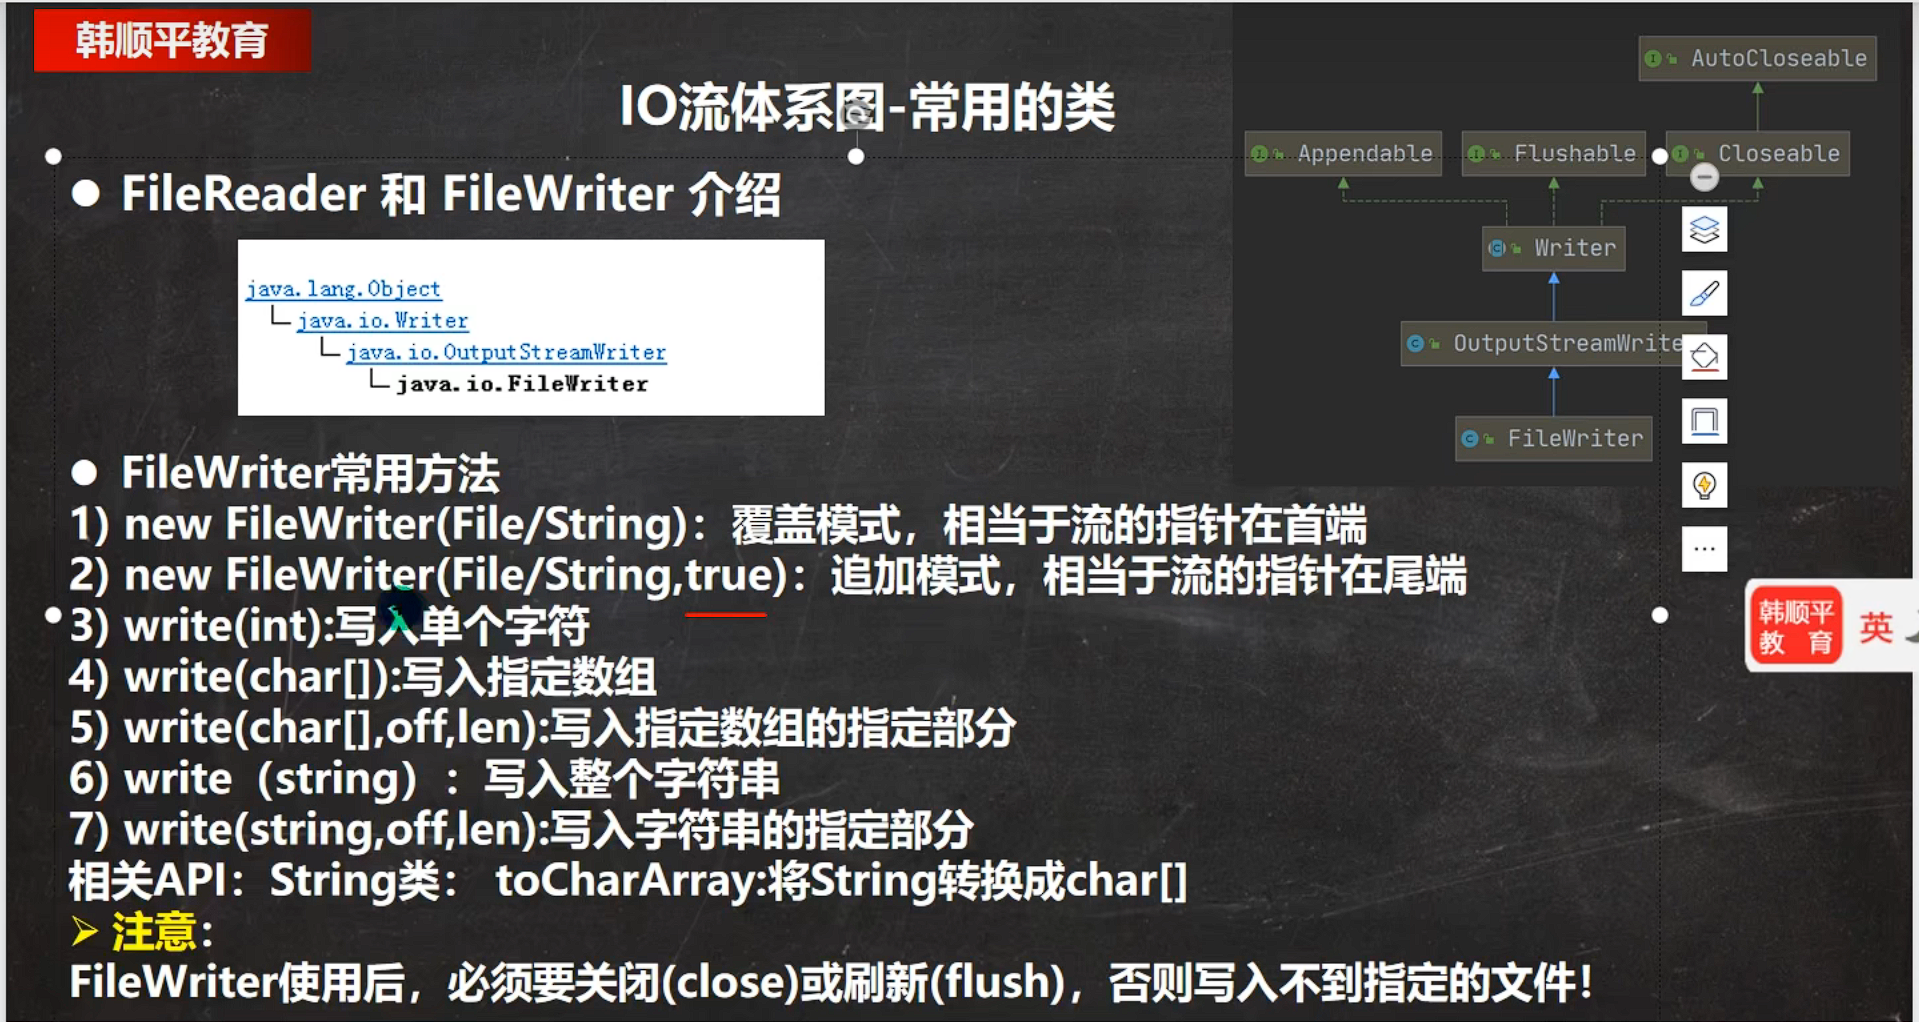 韩顺平教育
IO流体系图-常用的类
AutoCloseable
Appendable
Flushable
Closeable
Writer
OutputStreamWrite
FileWriter
● FileReader 和 FileWriter 介绍
java.lang.Object
java.io.Writer
java.io.OutputStreamWriter
java.io.FileWriter
● FileWriter常用方法
1) new FileWriter(File/String)：覆盖模式，相当于流的指针在首端
2) new FileWriter(File/String,true)：追加模式，相当于流的指针在尾端
3) write(int):写入单个字符
4) write(char[]):写入指定数组
5) write(char[],off,len):写入指定数组的指定部分
6) write（string）：写入整个字符串
7) write(string,off,len):写入字符串的指定部分
相关API：String类： toCharArray:将String转换成char[]
➢ 注意：
FileWriter使用后，必须要关闭(close)或刷新(flush)，否则写入不到指定的文件！
韩顺平
教 育
英